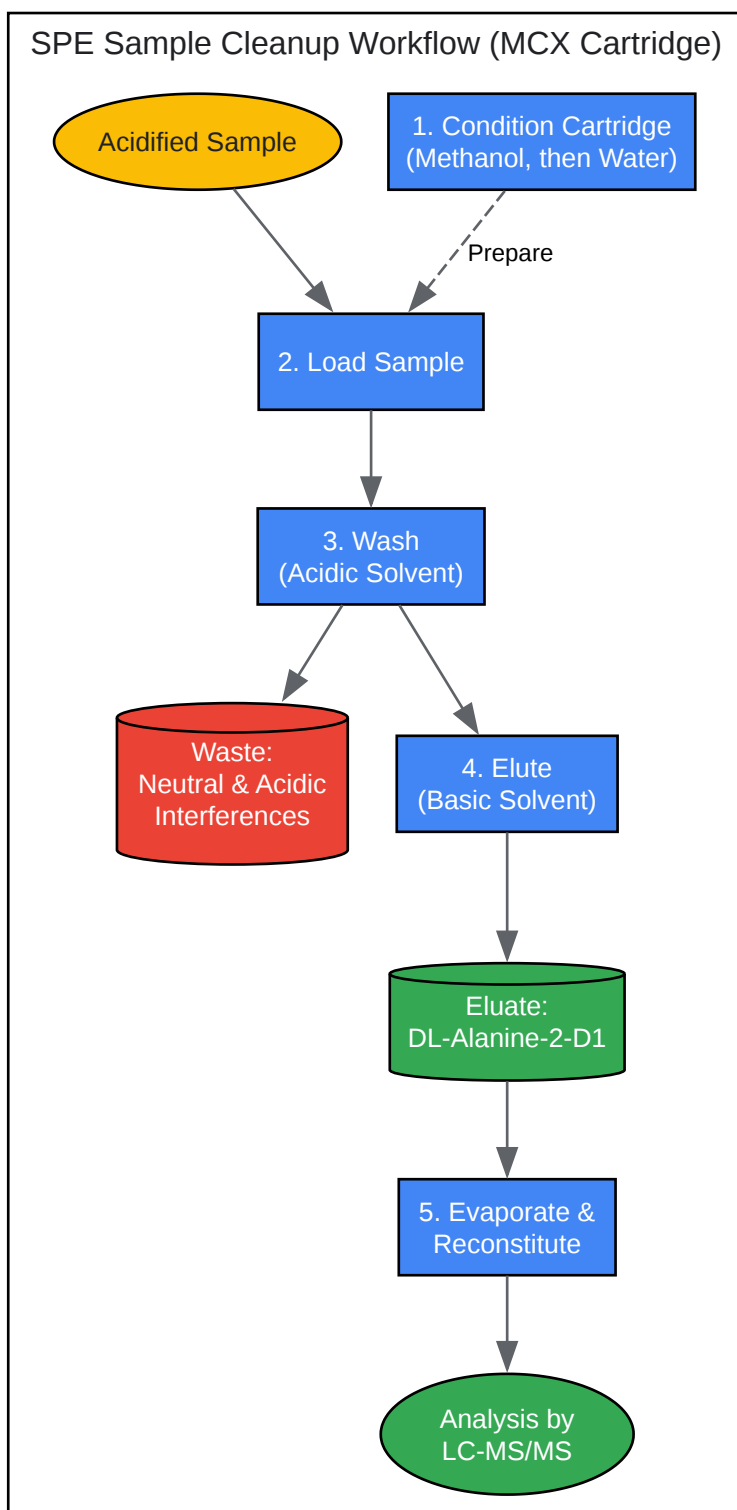 SPE Sample Cleanup Workflow (MCX Cartridge)
Acidified Sample
1. Condition Cartridge
(Methanol, then Water)
Prepare
2. Load Sample
3. Wash
(Acidic Solvent)
Waste:
Neutral & Acidic
Interferences
4. Elute
(Basic Solvent)
Eluate:
DL-Alanine-2-D1
5. Evaporate &
Reconstitute
Analysis by
LC-MS/MS